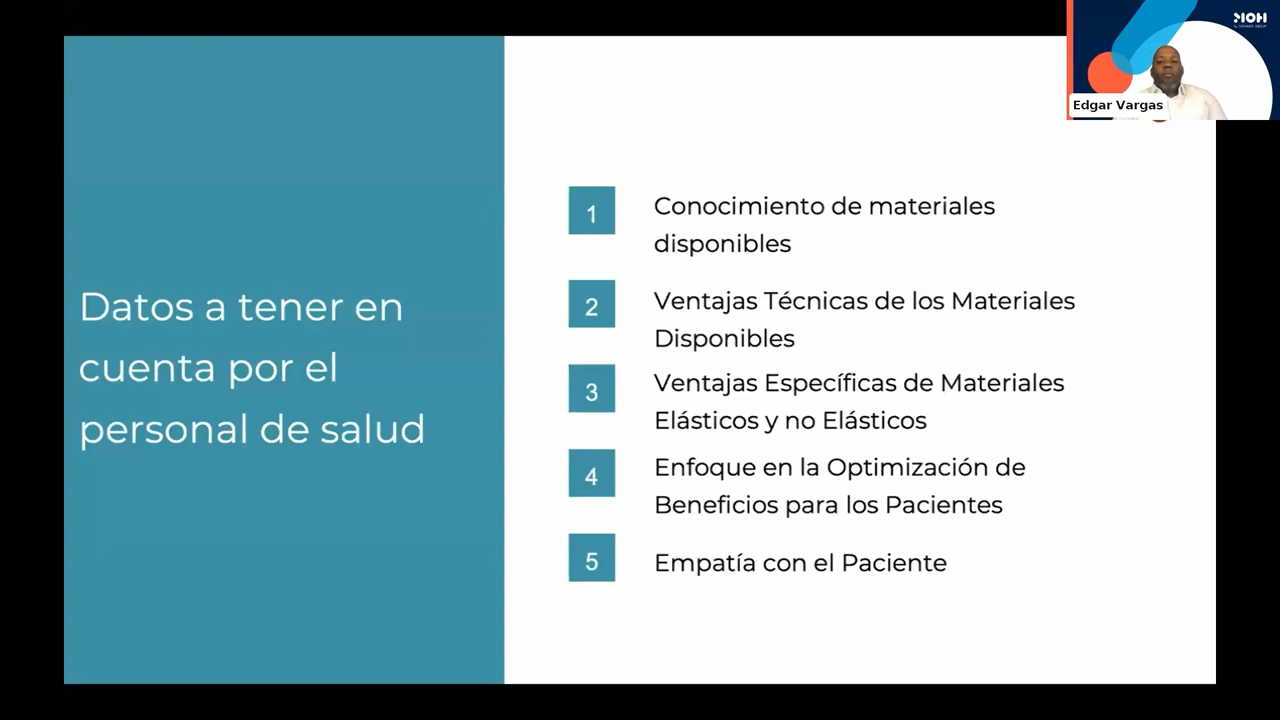 MOH
Edgar Vargas
Datos a tener en
cuenta por el
personal de salud
1
Conocimiento de materiales
disponibles
2
Ventajas Técnicas de los Materiales
Disponibles
3
Ventajas Específicas de Materiales
Elásticos y no Elásticos
4
Enfoque en la Optimización de
Beneficios para los Pacientes
5
Empatía con el Paciente